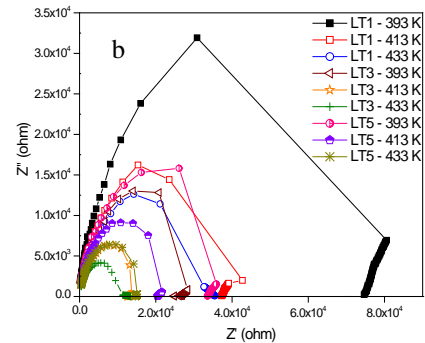 b
LT1 - 393 K
LT1 - 413 K
LT1 - 433 K
LT3 - 393 K
LT3 - 413 K
LT3 - 433 K
LT5 - 393 K
LT5 - 413 K
LT5 - 433 K
Z'' (ohm)
3.5x10⁴
3.0x10⁴
2.5x10⁴
2.0x10⁴
1.5x10⁴
1.0x10⁴
5.0x10³
0.0
0.0 2.0x10⁴ 4.0x10⁴ 6.0x10⁴ 8.0x10⁴
Z' (ohm)